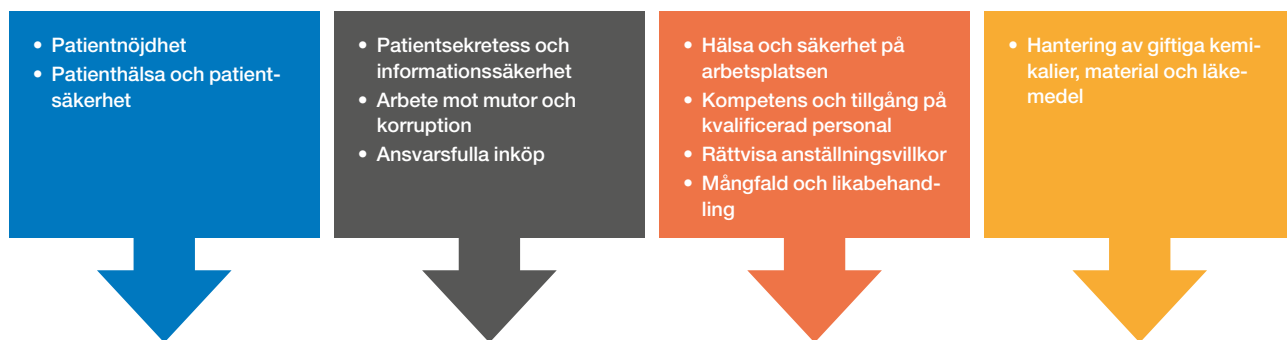 • Patientnöjdhet
• Patienthälsa och patient-
säkerhet
• Patientsekretess och
informationssäkerhet
• Arbete mot mutor och
korruption
• Ansvarsfulla inköp
• Hälsa och säkerhet på
arbetsplatsen
• Kompetens och tillgång på
kvalificerad personal
• Rättvisa anställningsvillkor
• Mångfald och likabehand-
ling
• Hantering av giftiga kemi-
kalier, material och läke-
medel